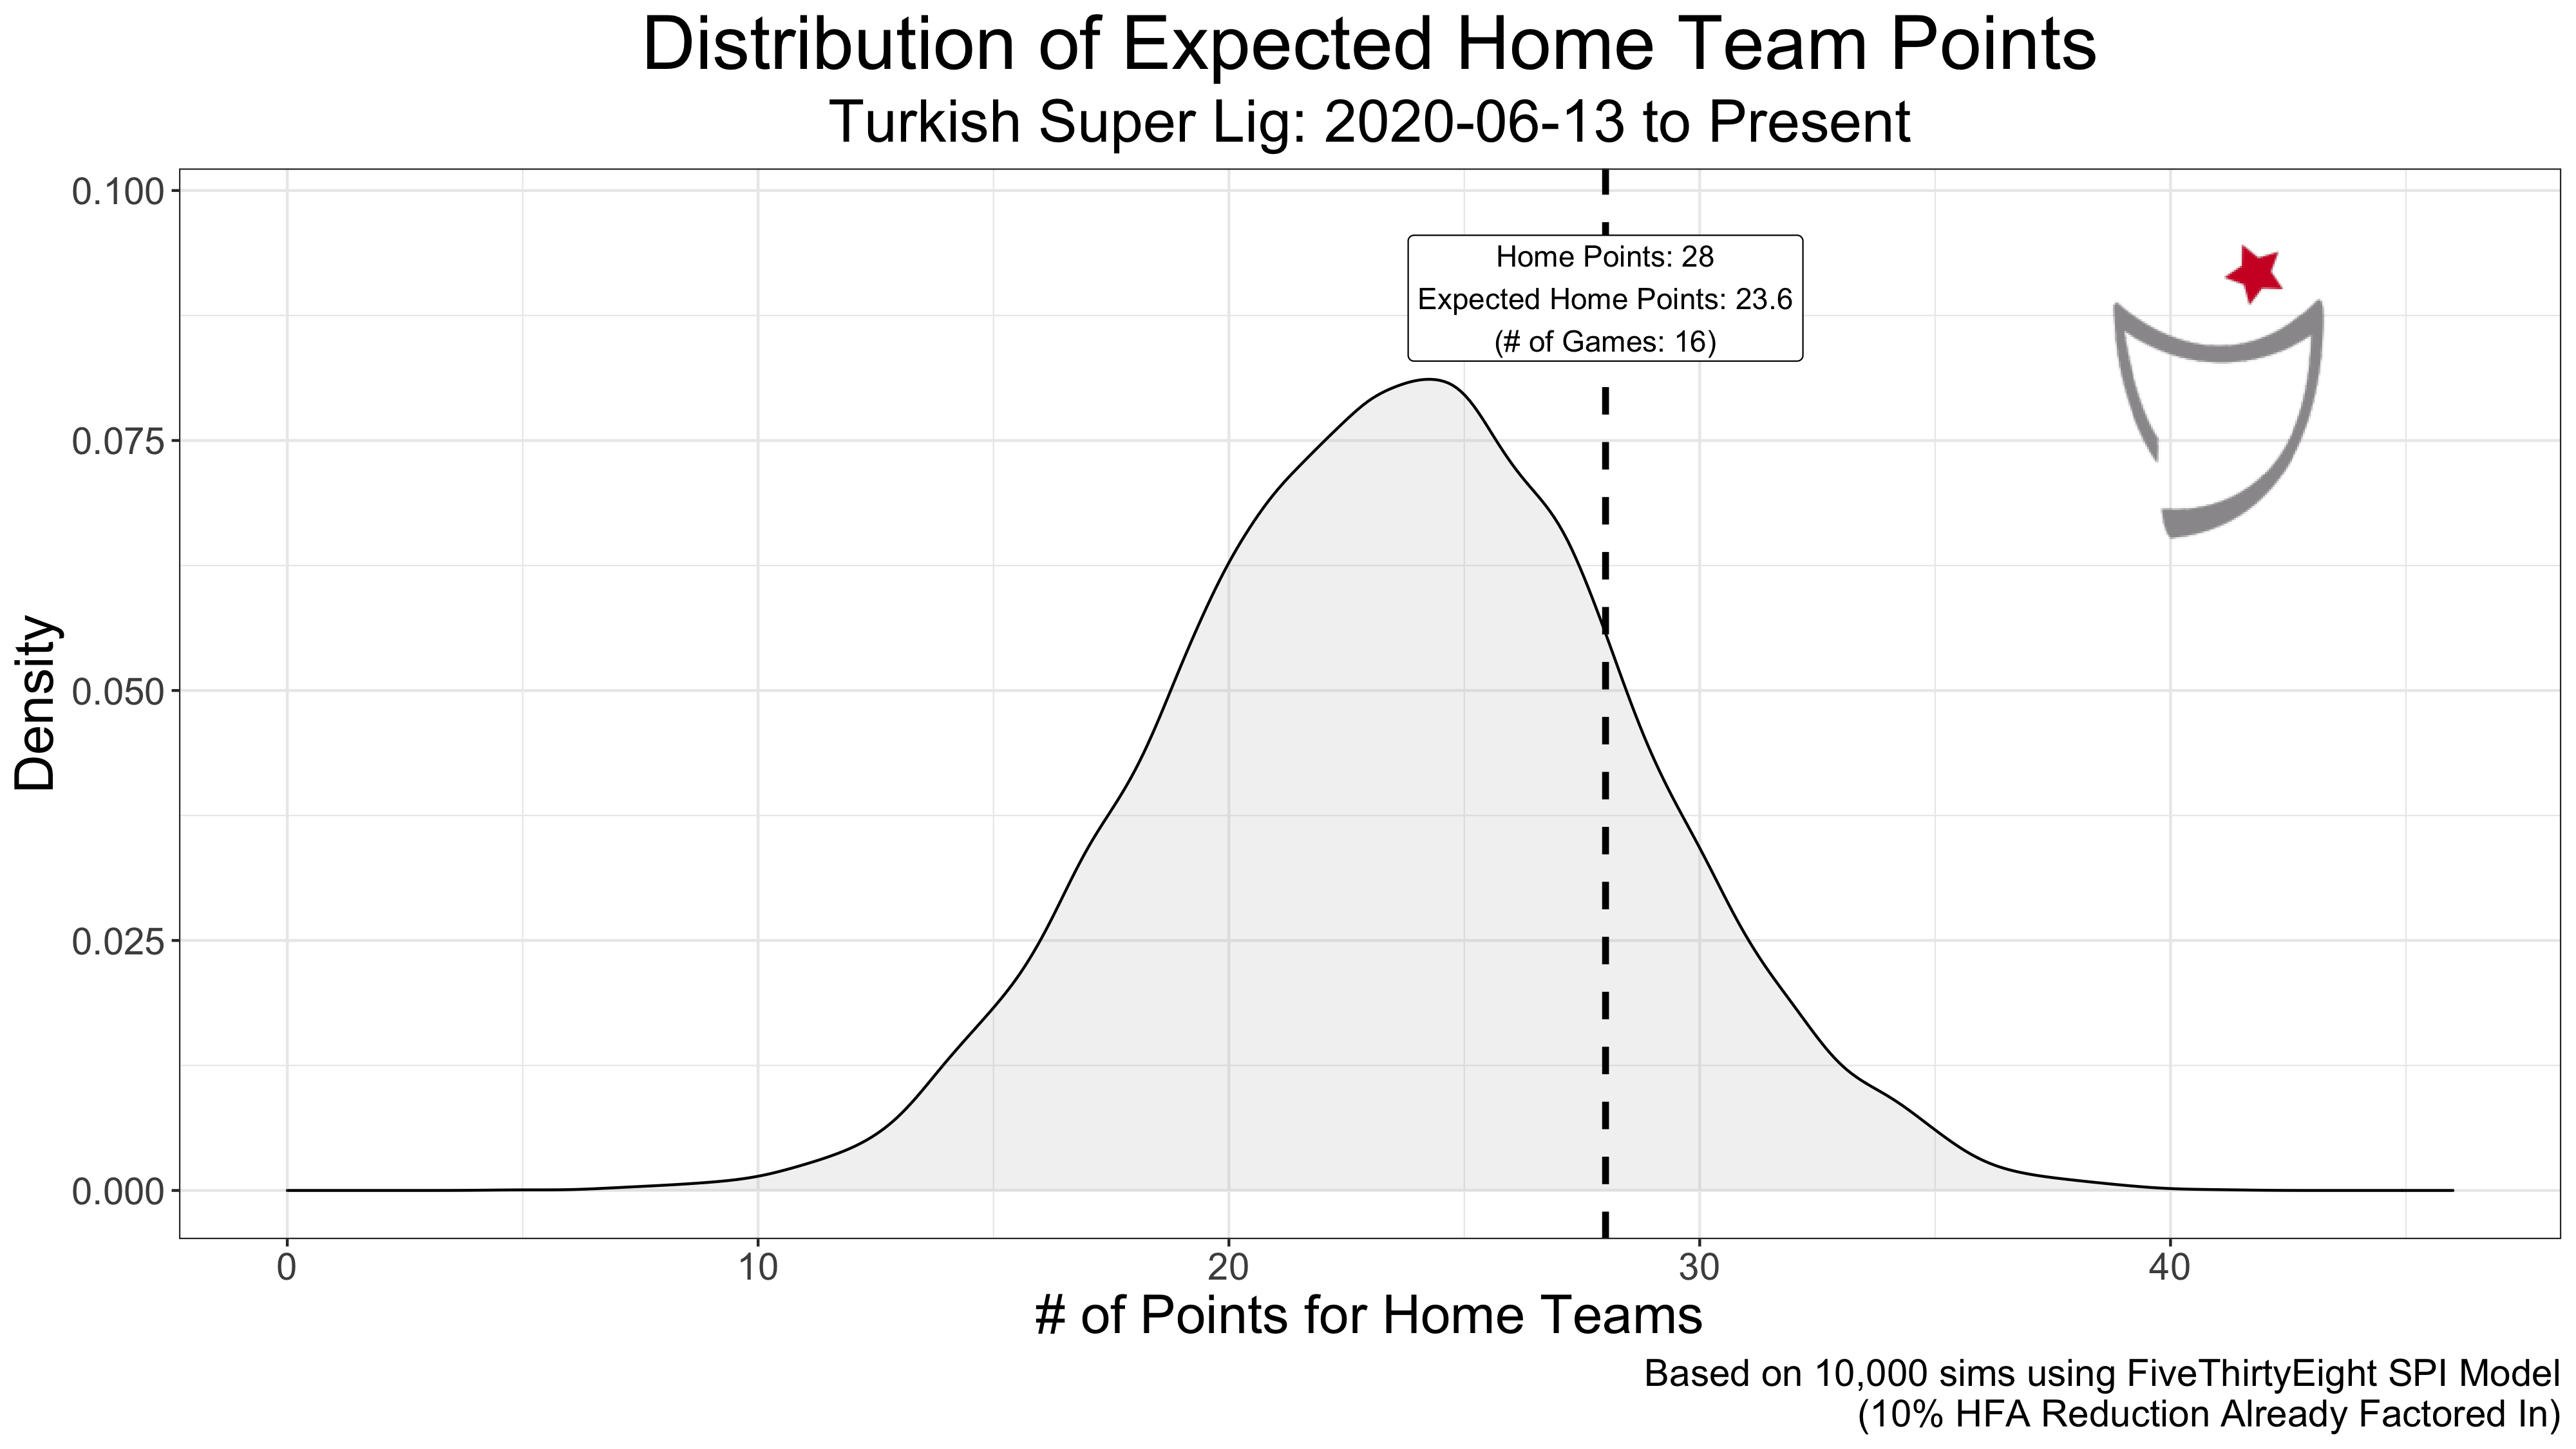 Distribution of Expected Home Team Points
Turkish Super Lig: 2020-06-13 to Present
0.100
0.075
0.050
0.025
0.000
Density
Home Points: 28
Expected Home Points: 23.6
(# of Games: 16)
0
10
20
30
40
# of Points for Home Teams
Based on 10,000 sims using FiveThirtyEight SPI Model
(10% HFA Reduction Already Factored In)